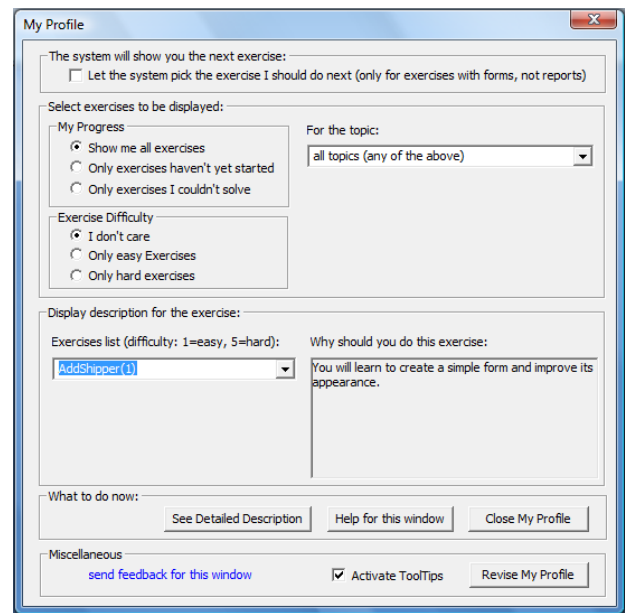 My Profile
The system will show you the next exercise:
Let the system pick the exercise I should do next (only for exercises with forms, not reports)
Select exercises to be displayed:
My Progress
Show me all exercises
Only exercises haven't yet started
Only exercises I couldn't solve
For the topic:
all topics (any of the above)
Exercise Difficulty
I don't care
Only easy Exercises
Only hard exercises
Display description for the exercise:
Exercises list (difficulty: 1=easy, 5=hard):
AddShipper(1)
Why should you do this exercise:
You will learn to create a simple form and improve its
appearance.
What to do now:
See Detailed Description
Help for this window
Close My Profile
Miscellaneous
send feedback for this window
Activate ToolTips
Revise My Profile